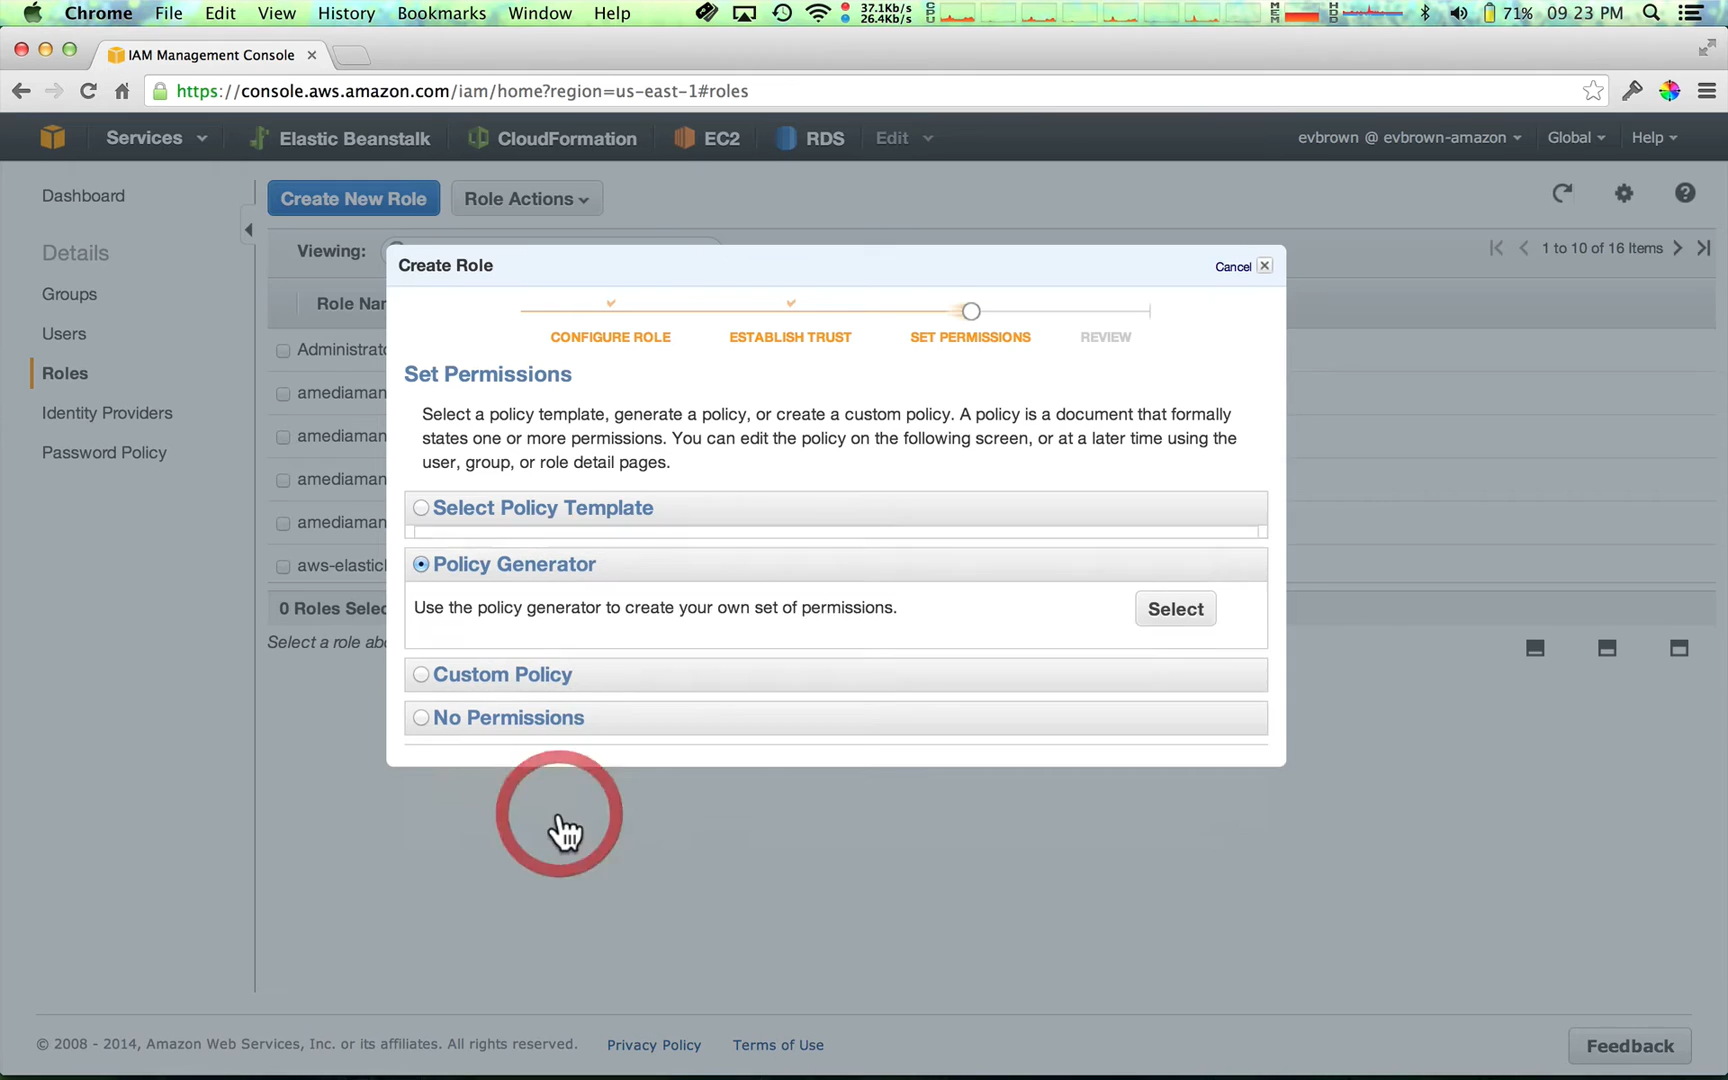 Chrome File Edit View History Bookmarks Window Help 37.1Kb/s 26.4Kb/s CPU MEM HDD 71% 09:23 PM
IAM Management Console
https://console.aws.amazon.com/iam/home?region=us-east-1#roles
Services Elastic Beanstalk CloudFormation EC2 RDS Edit evbrown @ evbrown-amazon Global Help
Dashboard
Details
Groups
Users
Roles
Identity Providers
Password Policy
Create New Role Role Actions
Viewing: 1 to 10 of 16 Items
Role Nar
Administrato
amediaman
amediaman
amediaman
amediaman
aws-elasticl
0 Roles Selec
Select a role abo
Create Role Cancel
CONFIGURE ROLE ESTABLISH TRUST SET PERMISSIONS REVIEW
Set Permissions
Select a policy template, generate a policy, or create a custom policy. A policy is a document that formally
states one or more permissions. You can edit the policy on the following screen, or at a later time using the
user, group, or role detail pages.
Select Policy Template
Policy Generator
Use the policy generator to create your own set of permissions. Select
Custom Policy
No Permissions
© 2008 - 2014, Amazon Web Services, Inc. or its affiliates. All rights reserved. Privacy Policy Terms of Use Feedback